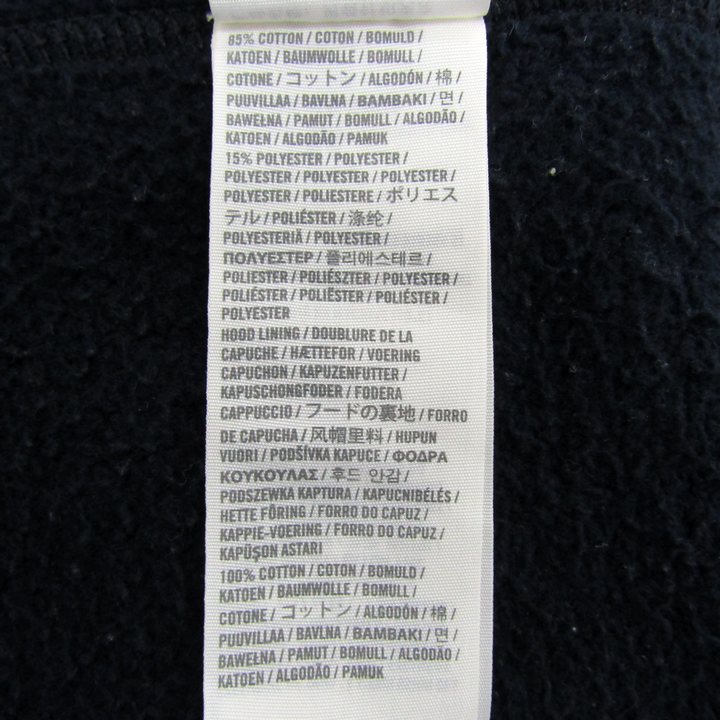 85% COTTON / COTON / BOMULD /
KATOEN / BAUMWOLLE / BOMULL /
COTONE / コットン / ALGODÓN / 棉 /
PUUVILLAA / BAVLNA / BAMBAKI / 면 /
BAWEŁNA / PAMUT / BOMULL / ALGODÃO /
KATOEN / ALGODÃO / PAMUK
15% POLYESTER / POLYESTER /
POLYESTER / POLYESTER / POLYESTER /
POLYESTER / POLIESTERE / ポリエス
テル / POLIÉSTER / 涤纶 /
POLYESTERIÄ / POLYESTER /
ΠΟΛΥΕΣΤΕΡ / 폴리에스테르 /
POLIESTER / POLIÉSZTER / POLYESTER /
POLIÉSTER / POLIËSTER / POLIÉSTER /
POLYESTER
HOOD LINING / DOUBLURE DE LA
CAPUCHE / HÆTTEFOR / VOERING
CAPUCHON / KAPUZENFUTTER /
KAPUSCHONGFODER / FODERA
CAPPUCCIO / フードの裏地 / FORRO
DE CAPUCHA / 风帽里料 / HUPUN
VUORI / PODŠÍVKA KAPUCE / ΦΟΔΡΑ
ΚΟΥΚΟΥΛΑΣ / 후드 안감 /
PODSZEWKA KAPTURA / KAPUCNIBÉLÉS /
HETTE FÔRING / FORRO DO CAPUZ /
KAPPIE-VOERING / FORRO DO CAPUZ /
KAPÜŞON ASTARI
100% COTTON / COTON / BOMULD /
KATOEN / BAUMWOLLE / BOMULL /
COTONE / コットン / ALGODÓN / 棉 /
PUUVILLAA / BAVLNA / BAMBAKI / 면 /
BAWEŁNA / PAMUT / BOMULL / ALGODÃO /
KATOEN / ALGODÃO / PAMUK